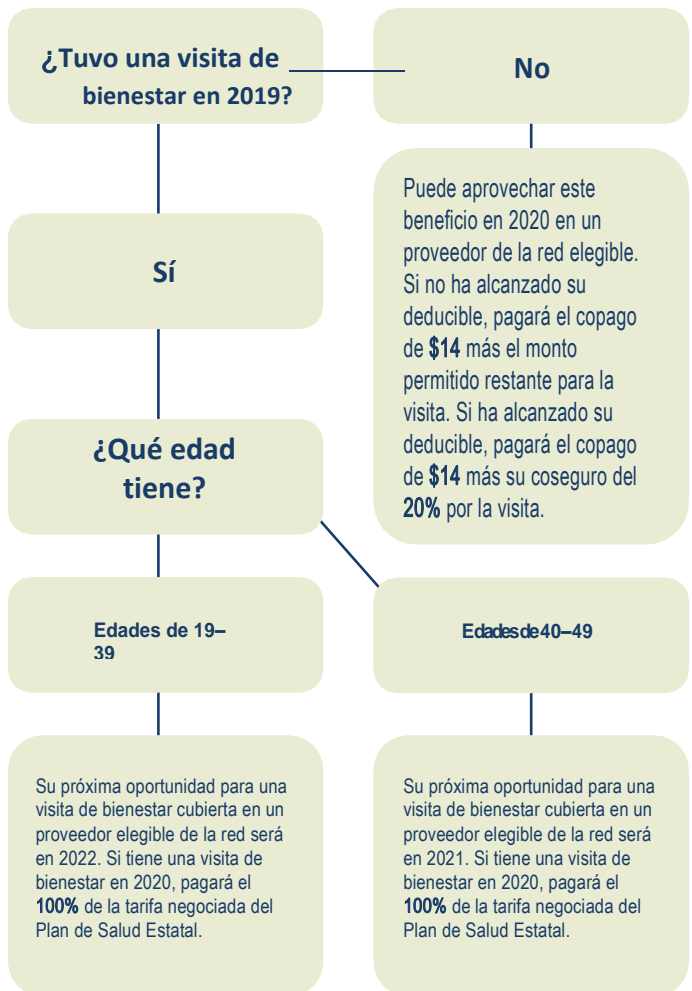 ¿Tuvo una visita de
bienestar en 2019?
No
Puede aprovechar este
beneficio en 2020 en un
proveedor de la red elegible.
Si no ha alcanzado su
deducible, pagará el copago
de $14 más el monto
permitido restante para la
visita. Si ha alcanzado su
deducible, pagará el copago
de $14 más su coseguro del
20% por la visita.
Sí
¿Qué edad
tiene?
Edades de 19–
39
Edades de 40–49
Su próxima oportunidad para una
visita de bienestar cubierta en un
proveedor elegible de la red será
en 2022. Si tiene una visita de
bienestar en 2020, pagará el
100% de la tarifa negociada del
Plan de Salud Estatal.
Su próxima oportunidad para una
visita de bienestar cubierta en un
proveedor elegible de la red será
en 2021. Si tiene una visita de
bienestar en 2020, pagará el
100% de la tarifa negociada del
Plan de Salud Estatal.